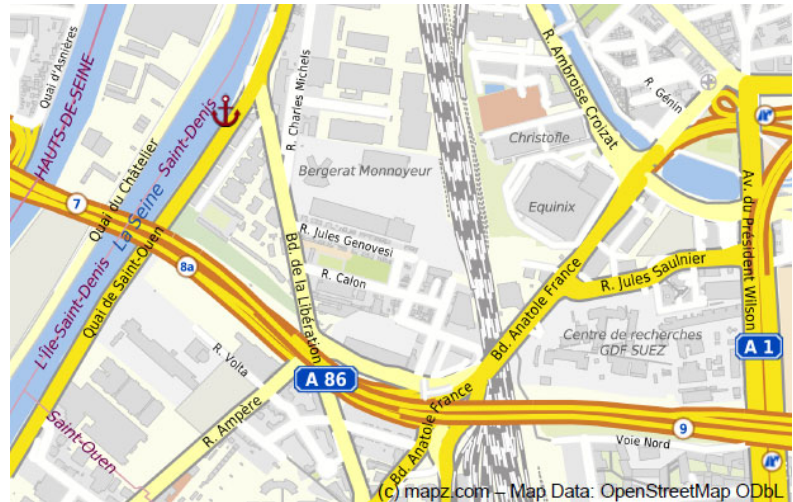 Quai d'Asnières
HAUTS-DE-SEINE
Quai du Châtelier
La Seine
Saint-Denis
L'Île-Saint-Denis
Quai de Saint-Ouen
R. Charles Michels
Bergerat Monnoyeur
R. Ambroise Croizat
R. Génin
Christofle
Equinix
7
8a
R. Jules Genovesi
R. Calon
Bd. de la Libération
Bd. Anatole France
R. Jules Saulnier
Av. du Président Wilson
Centre de recherches
GDF SUEZ
A 1
A 86
R. Volta
R. Ampère
Saint-Ouen
Bd. Anatole France
9
Voie Nord
(c) mapz.com – Map Data: OpenStreetMap ODbL